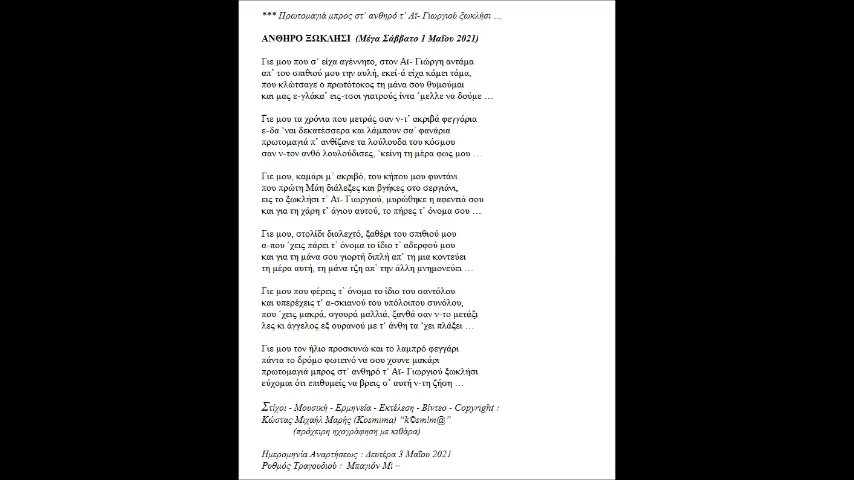 *** Πρωτομαγιά μπρος στ᾽ ανθηρό τ᾽ Αϊ- Γιωργιού ξωκλήσι ...
ΑΝΘΗΡΟ ΞΩΚΛΗΣΙ (Μέγα Σάββατο 1 Μαΐου 2021)
Γιε μου που σ᾽ είχα αγέννητο, στον Αϊ- Γιώργη αντάμα
απ᾽ του σπιθιού μου την αυλή, εκεί-ά είχα κάμει τάμα,
που κλώτσαγε ο πρωτότοκος τη μάνα σου θυμούμαι
και μας ε-γλάκα᾽ εις-τσοι γιατρούς ίντα ᾽μελλε να δούμε ...
Γιε μου τα χρόνια που μετράς σαν ν-τ᾽ ακριβά φεγγάρια
ε-δα ᾽ναι δεκατέσσερα και λάμπουν σα᾽ φανάρια
πρωτομαγιά π᾽ ανθίζανε τα λούλουδα του κόσμου
σαν ν-τον ανθό λουλούδισες, ᾽κείνη τη μέρα φως μου ...
Γιε μου, καμάρι μ᾽ ακριβό, του κήπου μου φυντάνι
που πρώτη Μάη διάλεξες και βγήκες στο σεργιάνι,
εις το ξωκλήσι τ᾽ Αϊ- Γιωργιού, μυρώθηκε η αφεντιά σου
και για τη χάρη τ᾽ άγιου αυτού, το πήρες τ᾽ όνομα σου ...
Γιε μου, στολίδι διαλεχτό, ξαθέρι του σπιθιού μου
α-που ᾽χεις πάρει τ᾽ όνομα το ίδιο τ᾽ αδερφού μου
και για τη μάνα σου γιορτή διπλή απ᾽ τη μια κοντεύει
τη μέρα αυτή, τη μάνα τζη απ᾽ την άλλη μνημονεύει ...
Γιε μου που φέρεις τ᾽ όνομα το ίδιο του σαντόλου
και υπερέχεις τ᾽ α-σκιανού του υπόλοιπου συνόλου,
που ᾽χεις μακρά, σγουρά μαλλιά, ξανθά σαν ν-το μετάξι
λες κι άγγελος εξ ουρανού με τ᾽ άνθη τα ᾽χει πλάξει ...
Γιε μου τον ήλιο προσκυνώ και το λαμπρό φεγγάρι
πάντα το δρόμο φωτεινό να σου χουνε μακάρι
πρωτομαγιά μπρος στ᾽ ανθηρό τ᾽ Αϊ- Γιωργιού ξωκλήσι
εύχομαι ότι επιθυμείς να βρεις σ᾽ αυτή ν-τη ζήση ...
Στίχοι - Μουσική - Ερμηνεία - Εκτέλεση - Βίντεο - Copyright :
Κώστας Μιχαήλ Μαρής (Kosmima) “k©sm!m@”
(πρόχειρη ηχογράφηση με κιθάρα)
Ημερομηνία Αναρτήσεως : Δευτέρα 3 Μαΐου 2021
Ρυθμός Τραγουδιού : Μπαγιόν Μι –